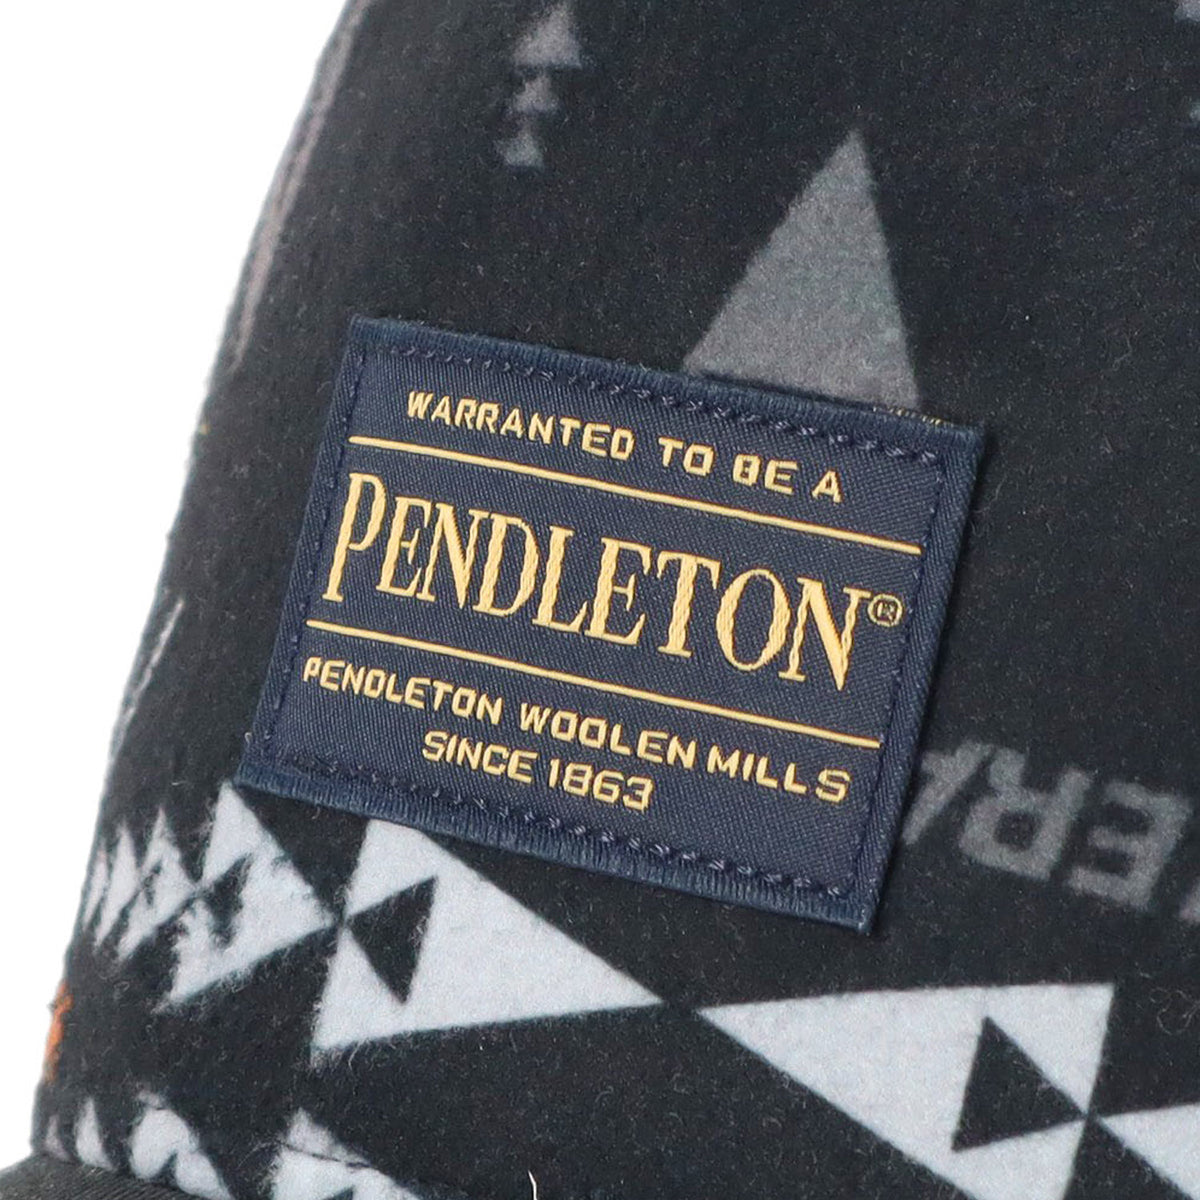 WARRANTED TO BE A
PENDLETON®
PENDLETON WOOLEN MILLS
SINCE 1863